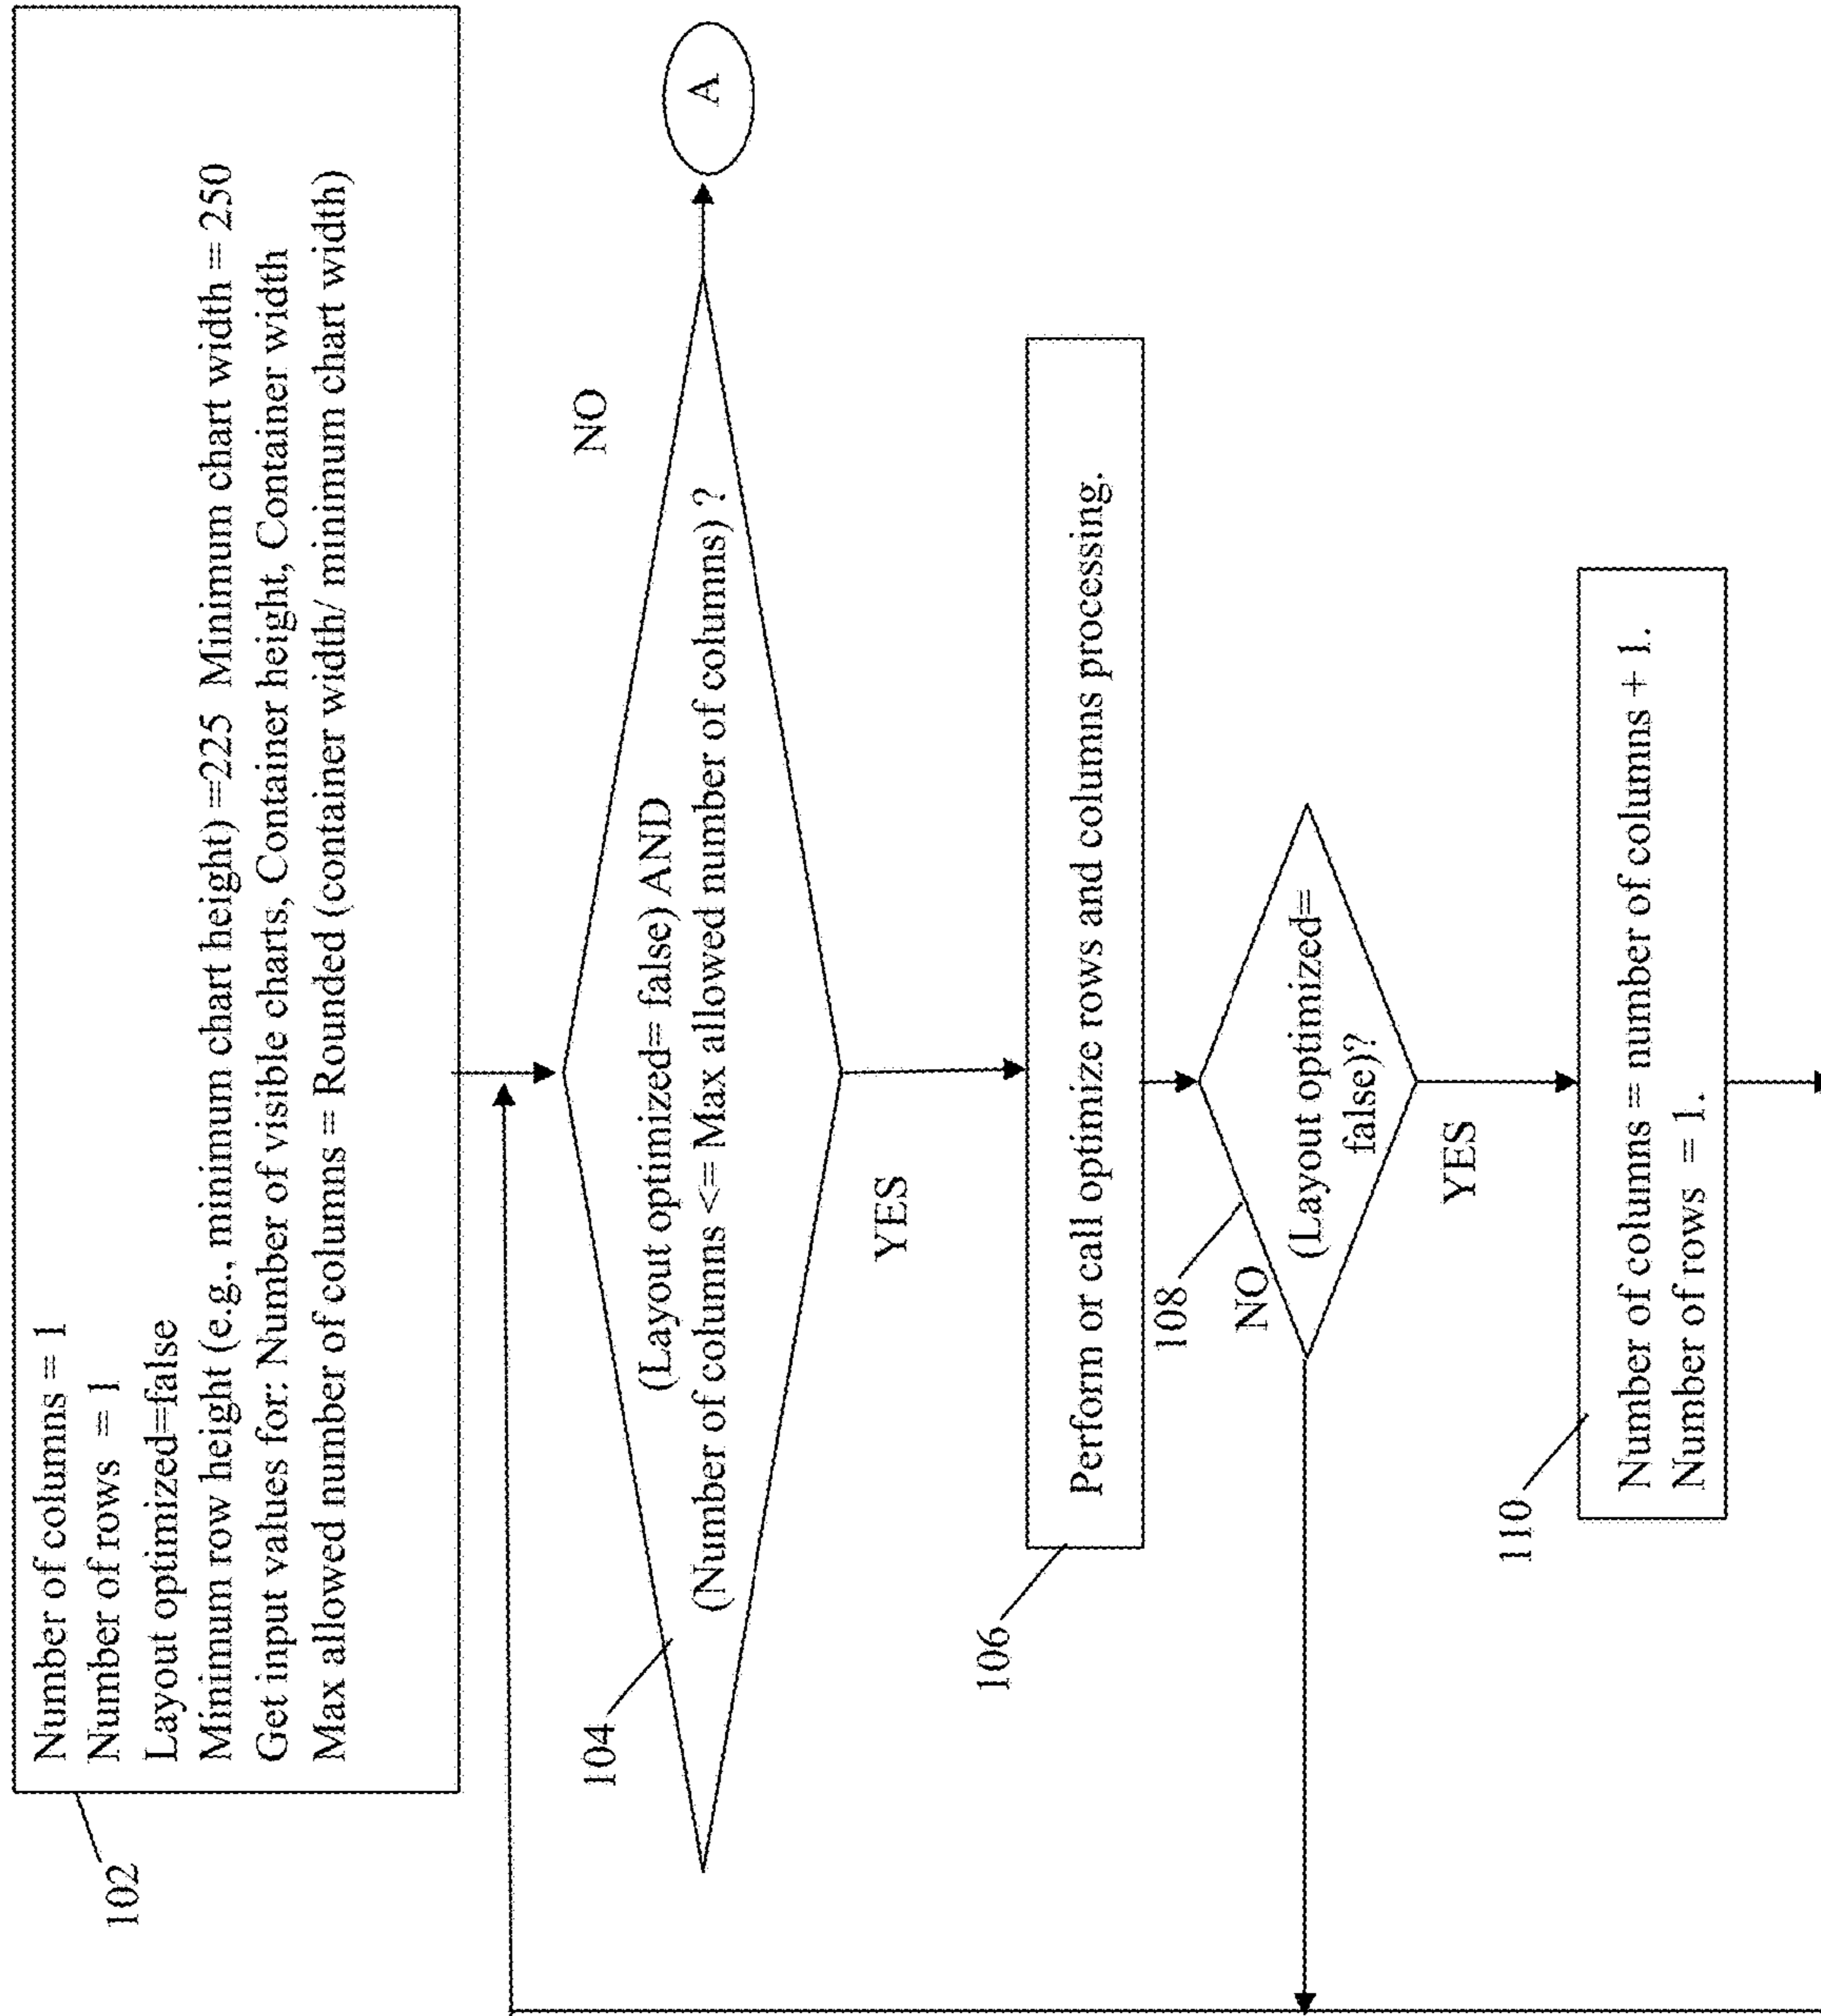 102
Number of columns = 1
Number of rows = 1
Layout optimized=false
Minimum row height (e.g., minimum chart height) =225 Minimum chart width = 250
Get input values for: Number of visible charts, Container height, Container width
Max allowed number of columns = Rounded (container width/ minimum chart width)
104
(Layout optimized= false) AND
(Number of columns <= Max allowed number of columns) ?
NO
A
YES
106
Perform or call optimize rows and columns processing.
108
NO
(Layout optimized=
false)?
YES
110
Number of columns = number of columns + 1.
Number of rows = 1.